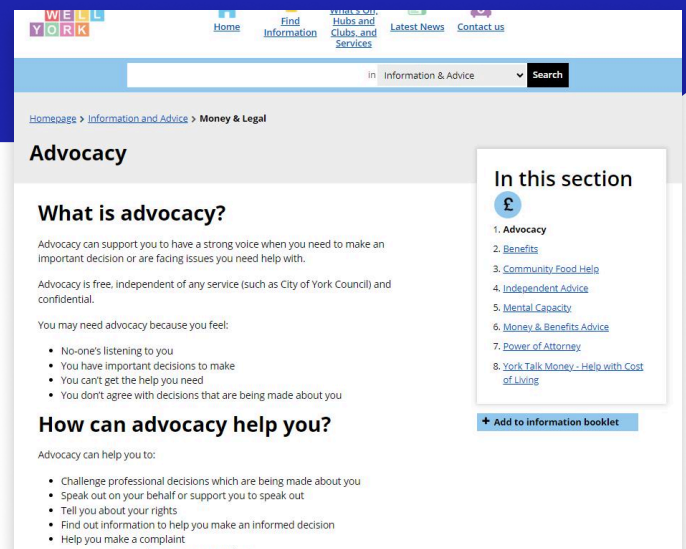 WELL
YORK
Home
Find
Information
What's On,
Hubs and
Clubs, and
Services
Latest News
Contact us
in Information & Advice Search
Homepage > Information and Advice > Money & Legal
Advocacy
What is advocacy?
Advocacy can support you to have a strong voice when you need to make an
important decision or are facing issues you need help with.
Advocacy is free, independent of any service (such as City of York Council) and
confidential.
You may need advocacy because you feel:
• No-one's listening to you
• You have important decisions to make
• You can't get the help you need
• You don't agree with decisions that are being made about you
How can advocacy help you?
Advocacy can help you to:
• Challenge professional decisions which are being made about you
• Speak out on your behalf or support you to speak out
• Tell you about your rights
• Find out information to help you make an informed decision
• Help you make a complaint
In this section
£
1. Advocacy
2. Benefits
3. Community Food Help
4. Independent Advice
5. Mental Capacity
6. Money & Benefits Advice
7. Power of Attorney
8. York Talk Money - Help with Cost
of Living
+ Add to information booklet